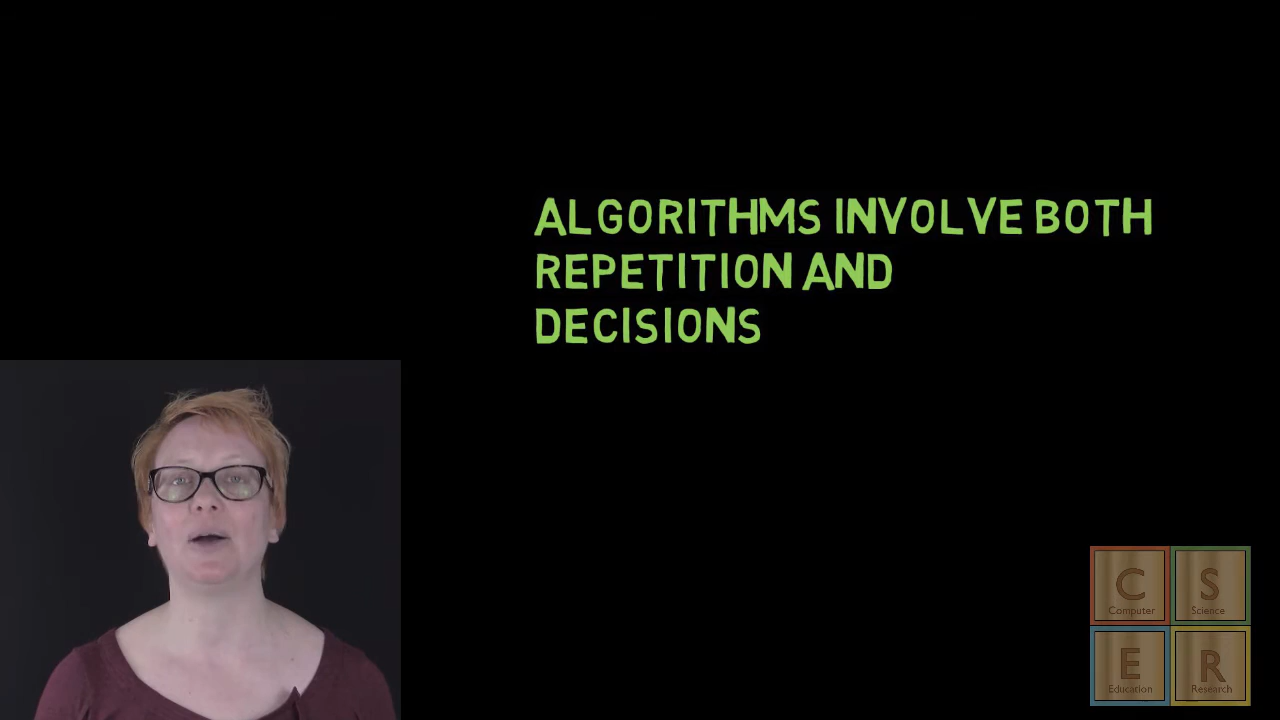 ALGORITHMS INVOLVE BOTH
REPETITION AND
DECISIONS
C S
Computer Science
E R
Education Research